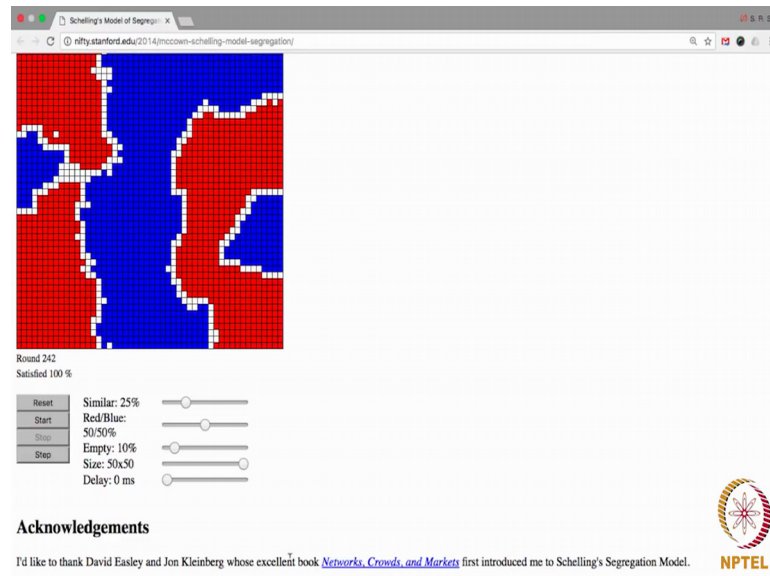 Schelling's Model of Segregat
S. R. S
nifty.stanford.edu/2014/mccown-schelling-model-segregation/
Round 242
Satisfied 100 %
Reset
Start
Stop
Step
Similar: 25%
Red/Blue:
50/50%
Empty: 10%
Size: 50x50
Delay: 0 ms
Acknowledgements
I'd like to thank David Easley and Jon Kleinberg whose excellent book Networks, Crowds, and Markets first introduced me to Schelling's Segregation Model.
NPTEL